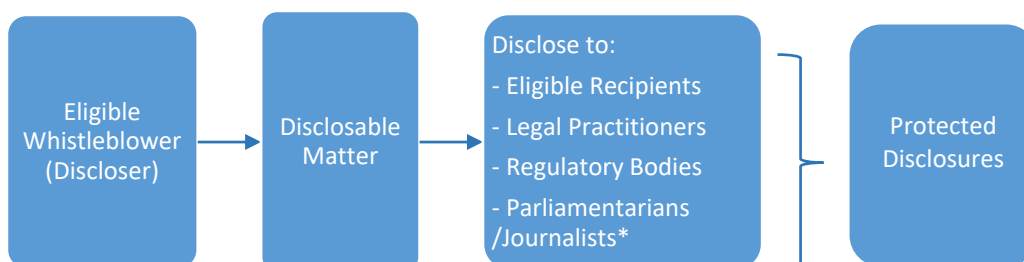 Eligible
Whistleblower
(Discloser)
Disclosable
Matter
Disclose to:
- Eligible Recipients
- Legal Practitioners
- Regulatory Bodies
- Parliamentarians
/Journalists*
Protected
Disclosures